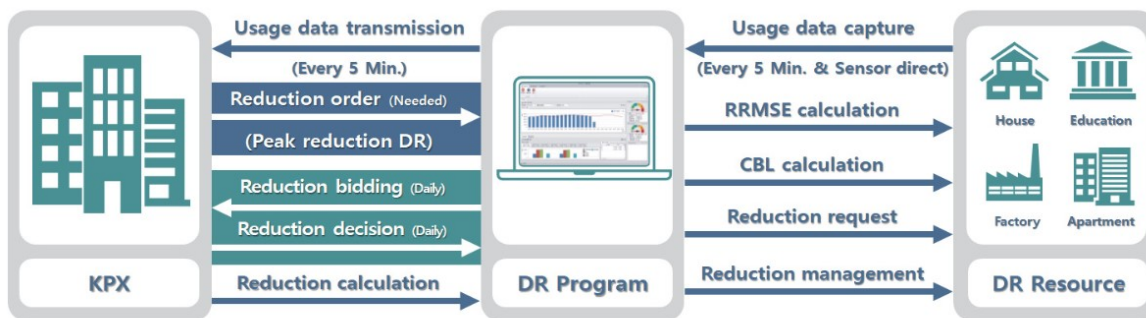 Usage data transmission
(Every 5 Min.)
Reduction order (Needed)
(Peak reduction DR)
Reduction bidding (Daily)
Reduction decision (Daily)
Reduction calculation
KPX
DR Program
Usage data capture
(Every 5 Min. & Sensor direct)
RRMSE calculation
CBL calculation
Reduction request
Reduction management
House
Education
Factory
Apartment
DR Resource